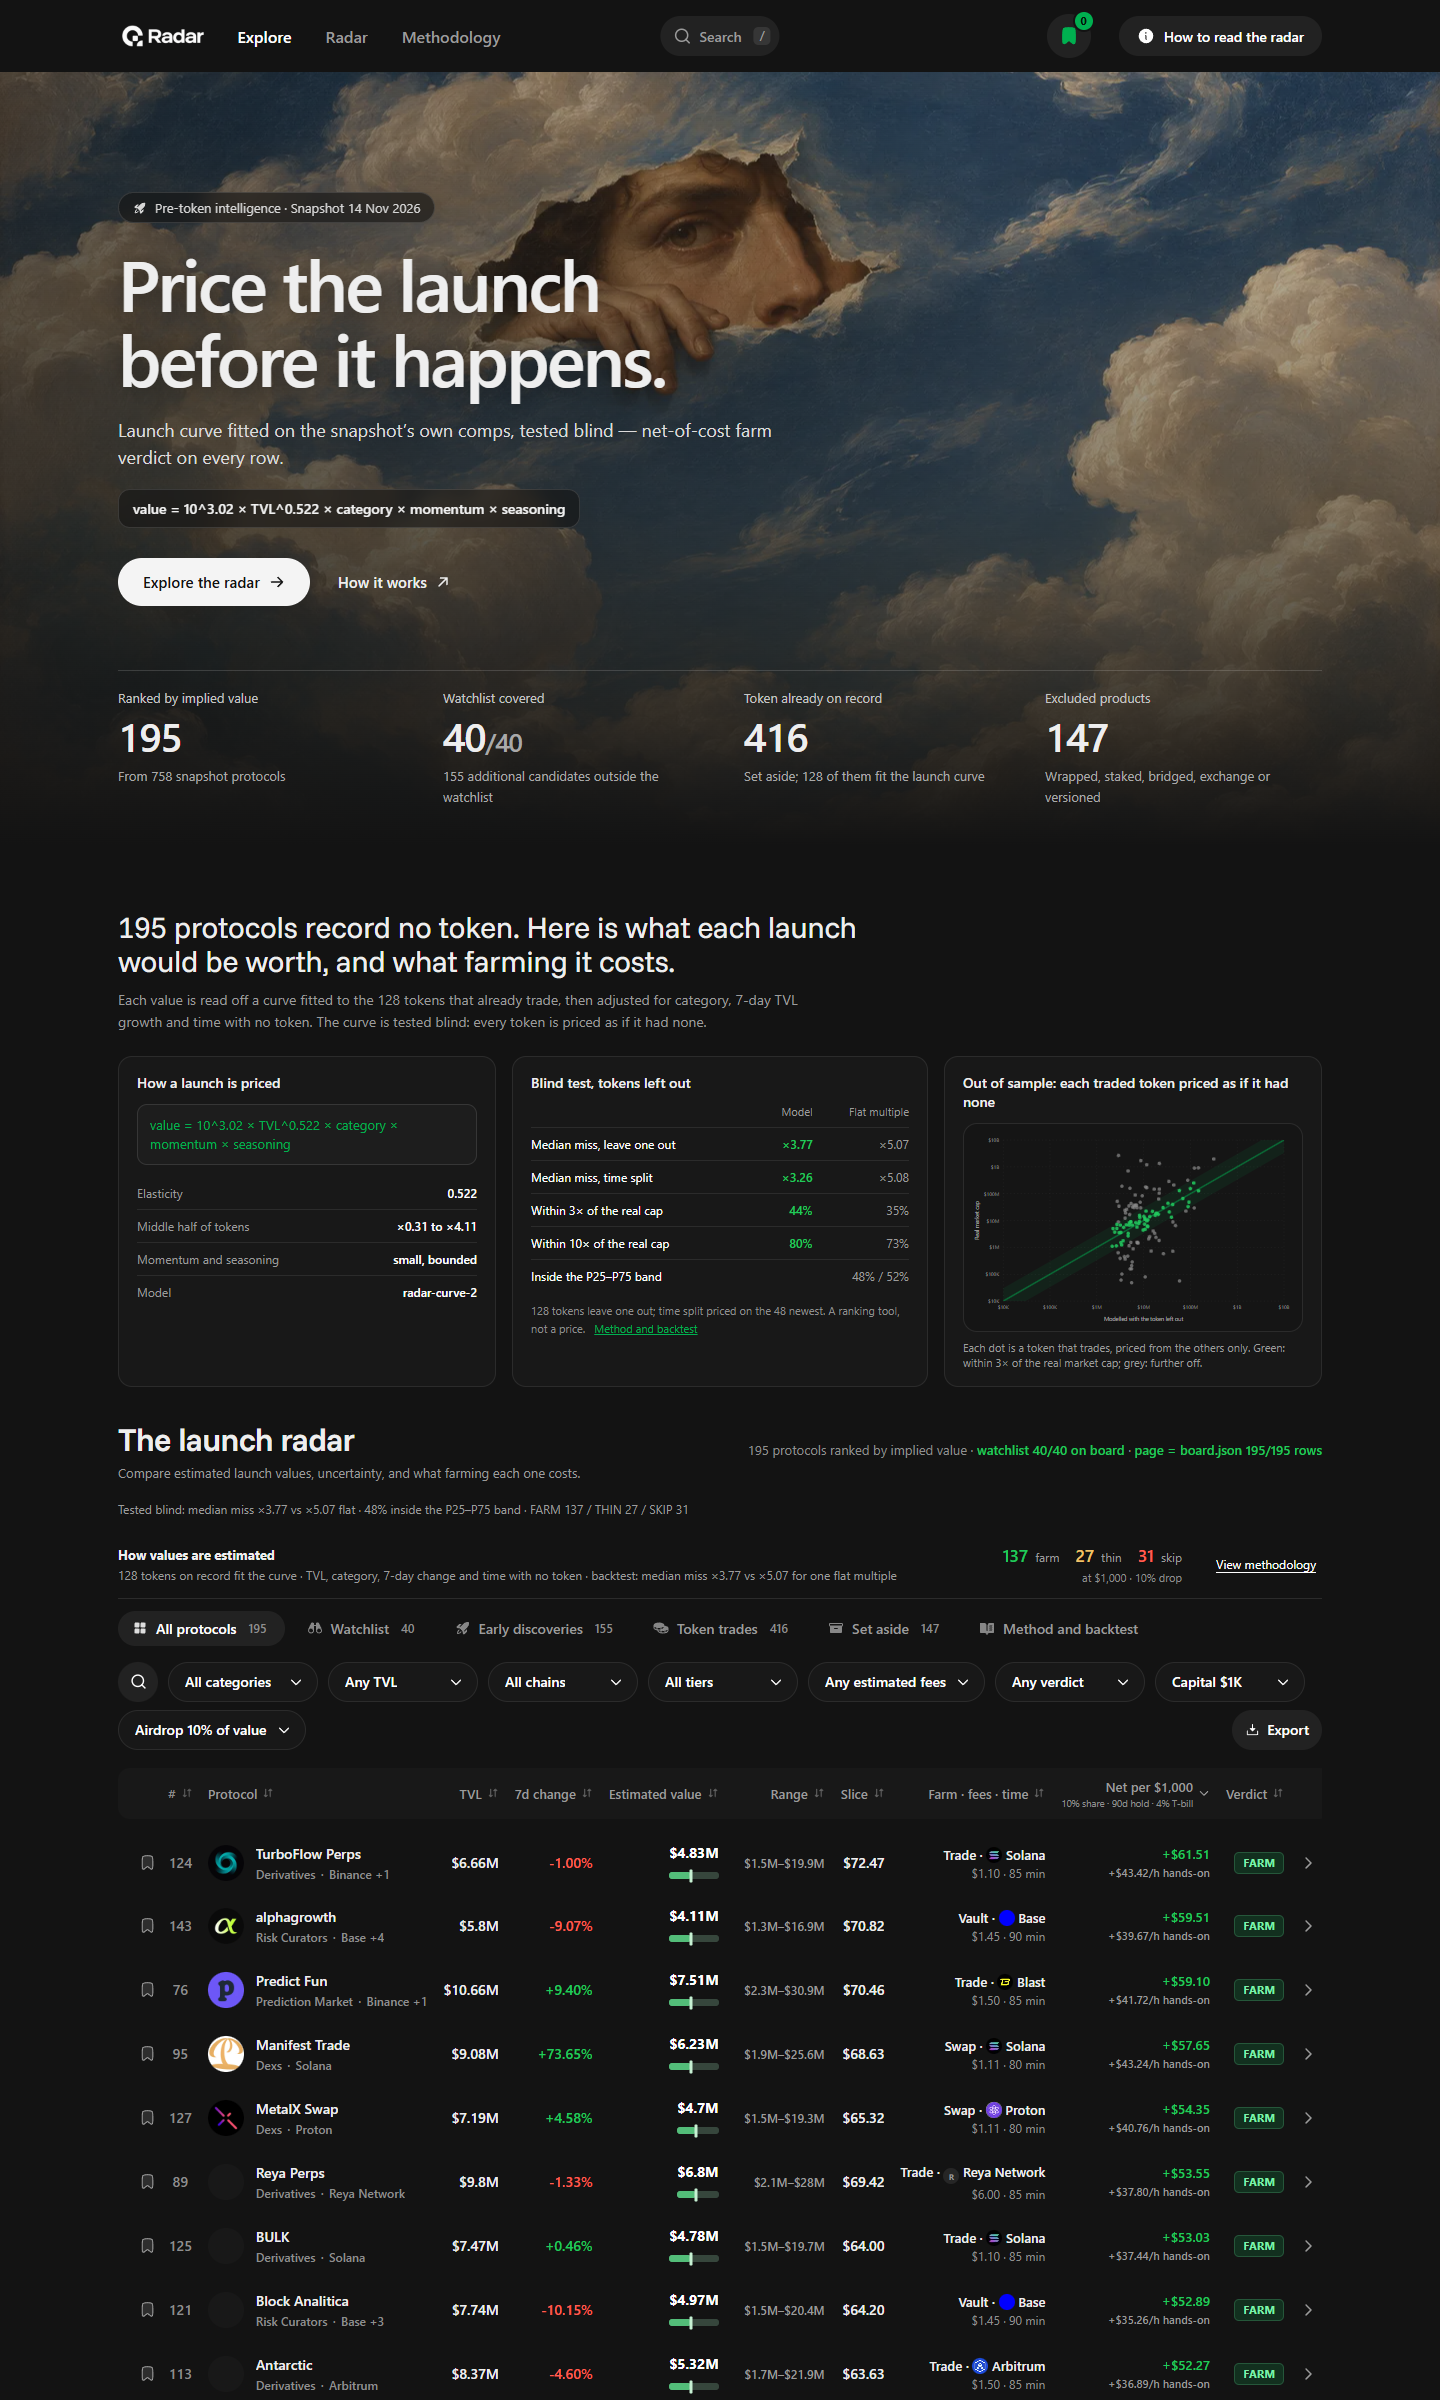 Radar
Explore
Radar
Methodology
Search /
0
How to read the radar
Pre-token intelligence · Snapshot 14 Nov 2026
Price the launch
before it happens.
Launch curve fitted on the snapshot’s own comps, tested blind — net-of-cost farm
verdict on every row.
value = 10^3.02 × TVL^0.522 × category × momentum × seasoning
Explore the radar
How it works
Ranked by implied value
195
From 758 snapshot protocols
Watchlist covered
40/40
155 additional candidates outside the
watchlist
Token already on record
416
Set aside; 128 of them fit the launch curve
Excluded products
147
Wrapped, staked, bridged, exchange or
versioned
195 protocols record no token. Here is what each launch
would be worth, and what farming it costs.
Each value is read off a curve fitted to the 128 tokens that already trade, then adjusted for category, 7-day TVL
growth and time with no token. The curve is tested blind: every token is priced as if it had none.
How a launch is priced
value = 10^3.02 × TVL^0.522 × category ×
momentum × seasoning
Elasticity 0.522
Middle half of tokens ×0.31 to ×4.11
Momentum and seasoning small, bounded
Model radar-curve-2
Blind test, tokens left out
Model Flat multiple
Median miss, leave one out ×3.77 ×5.07
Median miss, time split ×3.26 ×5.08
Within 3× of the real cap 44% 35%
Within 10× of the real cap 80% 73%
Inside the P25–P75 band 48% / 52%
128 tokens leave one out; time split priced on the 48 newest. A ranking tool,
not a price. Method and backtest
Out of sample: each traded token priced as if it had
none
$10B
$1B
$100M
$10M
$1M
$100K
$10K
Real market cap
$10K $100K $1M $10M $100M $1B $10B
Modelled with the token left out
Each dot is a token that trades, priced from the others only. Green:
within 3× of the real market cap; grey: further off.
The launch radar
Compare estimated launch values, uncertainty, and what farming each one costs.
195 protocols ranked by implied value · watchlist 40/40 on board · page = board.json 195/195 rows
Tested blind: median miss ×3.77 vs ×5.07 flat · 48% inside the P25–P75 band · FARM 137 / THIN 27 / SKIP 31
How values are estimated
128 tokens on record fit the curve · TVL, category, 7-day change and time with no token · backtest: median miss ×3.77 vs ×5.07 for one flat multiple
137 farm 27 thin 31 skip
at $1,000 · 10% drop
View methodology
All protocols 195
Watchlist 40
Early discoveries 155
Token trades 416
Set aside 147
Method and backtest
All categories
Any TVL
All chains
All tiers
Any estimated fees
Any verdict
Capital $1K
Airdrop 10% of value
Export
# Protocol TVL 7d change Estimated value Range Slice Farm · fees · time Net per $1,000 Verdict
10% share · 90d hold · 4% T-bill
124 TurboFlow Perps $6.66M -1.00% $4.83M $1.5M–$19.9M $72.47 Trade · Solana +$61.51 FARM
Derivatives · Binance +1 $1.10 · 85 min +$43.42/h hands-on
143 alphagrowth $5.8M -9.07% $4.11M $1.3M–$16.9M $70.82 Vault · Base +$59.51 FARM
Risk Curators · Base +4 $1.45 · 90 min +$39.67/h hands-on
76 Predict Fun $10.66M +9.40% $7.51M $2.3M–$30.9M $70.46 Trade · Blast +$59.10 FARM
Prediction Market · Binance +1 $1.50 · 85 min +$41.72/h hands-on
95 Manifest Trade $9.08M +73.65% $6.23M $1.9M–$25.6M $68.63 Swap · Solana +$57.65 FARM
Dexs · Solana $1.11 · 80 min +$43.24/h hands-on
127 MetalX Swap $7.19M +4.58% $4.7M $1.5M–$19.3M $65.32 Swap · Proton +$54.35 FARM
Dexs · Proton $1.11 · 80 min +$40.76/h hands-on
89 Reya Perps $9.8M -1.33% $6.8M $2.1M–$28M $69.42 Trade · R Reya Network +$53.55 FARM
Derivatives · Reya Network $6.00 · 85 min +$37.80/h hands-on
125 BULK $7.47M +0.46% $4.78M $1.5M–$19.7M $64.00 Trade · Solana +$53.03 FARM
Derivatives · Solana $1.10 · 85 min +$37.44/h hands-on
121 Block Analitica $7.74M -10.15% $4.97M $1.5M–$20.4M $64.20 Vault · Base +$52.89 FARM
Risk Curators · Base +3 $1.45 · 90 min +$35.26/h hands-on
113 Antarctic $8.37M -4.60% $5.32M $1.7M–$21.9M $63.63 Trade · Arbitrum +$52.27 FARM
Derivatives · Arbitrum $1.50 · 85 min +$36.89/h hands-on